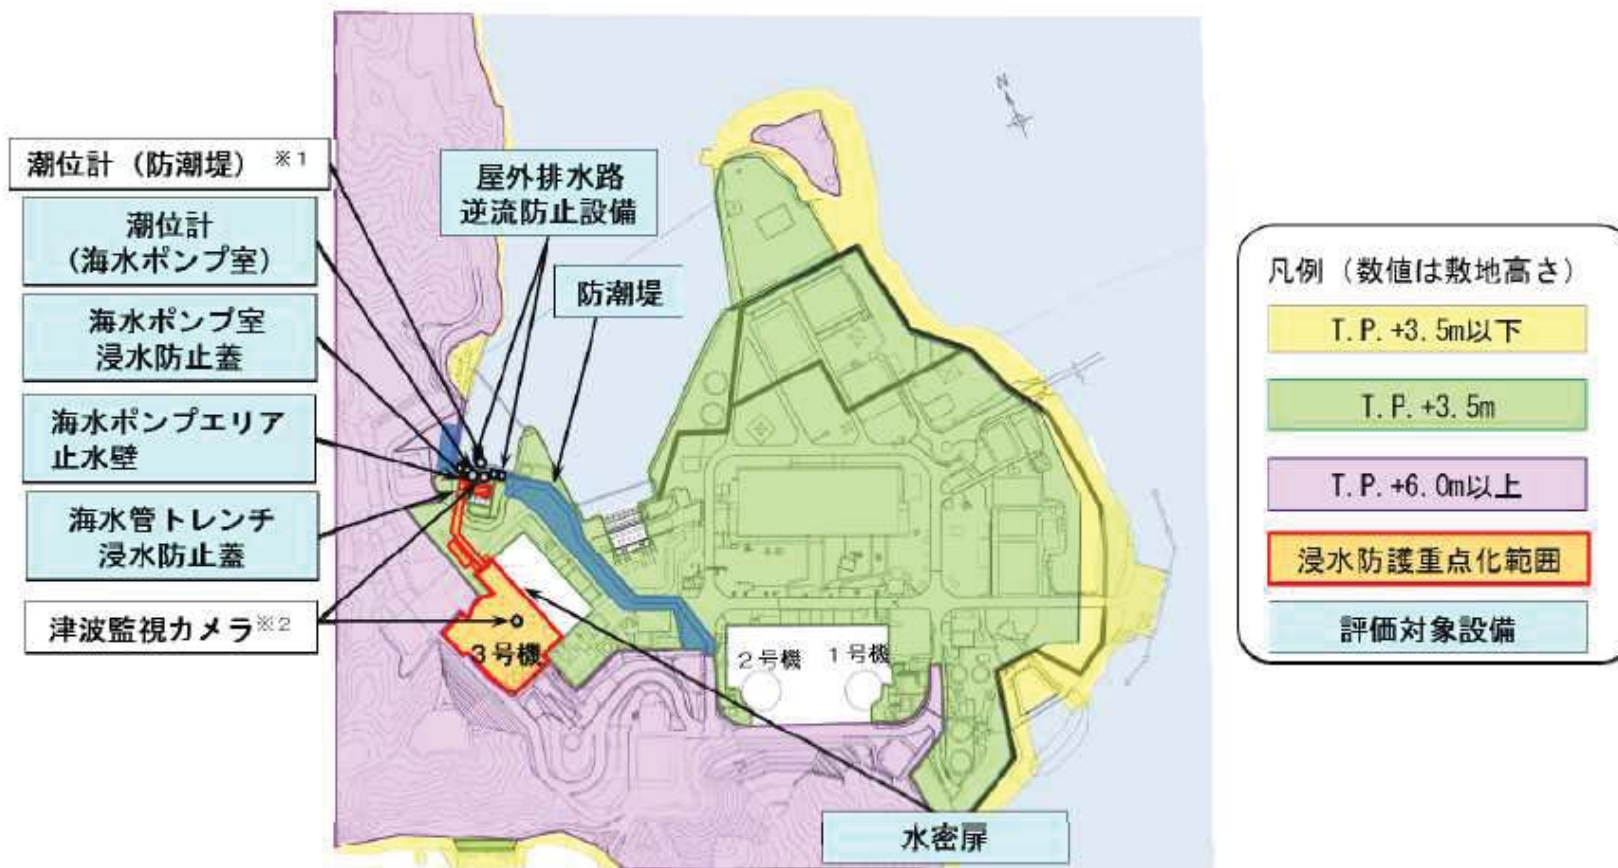 N
潮位計（防潮堤）※1
潮位計
（海水ポンプ室）
海水ポンプ室
浸水防止蓋
海水ポンプエリア
止水壁
海水管トレンチ
浸水防止蓋
津波監視カメラ※2
屋外排水路
逆流防止設備
防潮堤
3号機
2号機
1号機
水密扉
凡例（数値は敷地高さ）
T.P.+3.5m以下
T.P.+3.5m
T.P.+6.0m以上
浸水防護重点化範囲
評価対象設備